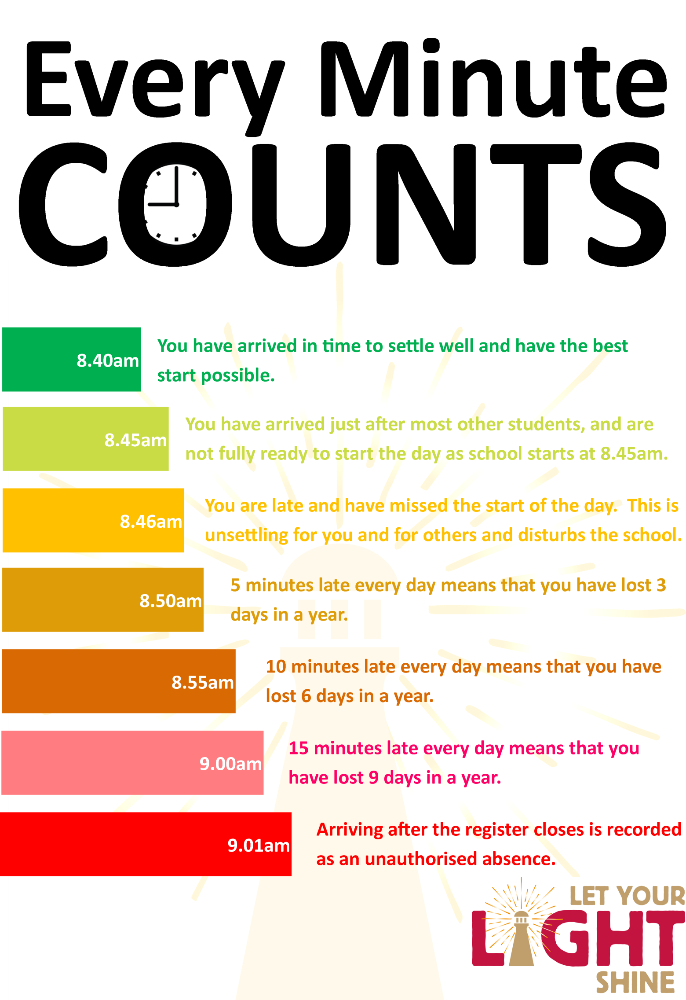 Every Minute
COUNTS
8.40am
You have arrived in time to settle well and have the best
start possible.
8.45am
You have arrived just after most other students, and are
not fully ready to start the day as school starts at 8.45am.
8.46am
You are late and have missed the start of the day.  This is
unsettling for you and for others and disturbs the school.
8.50am
5 minutes late every day means that you have lost 3
days in a year.
8.55am
10 minutes late every day means that you have
lost 6 days in a year.
9.00am
15 minutes late every day means that you
have lost 9 days in a year.
9.01am
Arriving after the register closes is recorded
as an unauthorised absence.
LET YOUR
LIGHT
SHINE